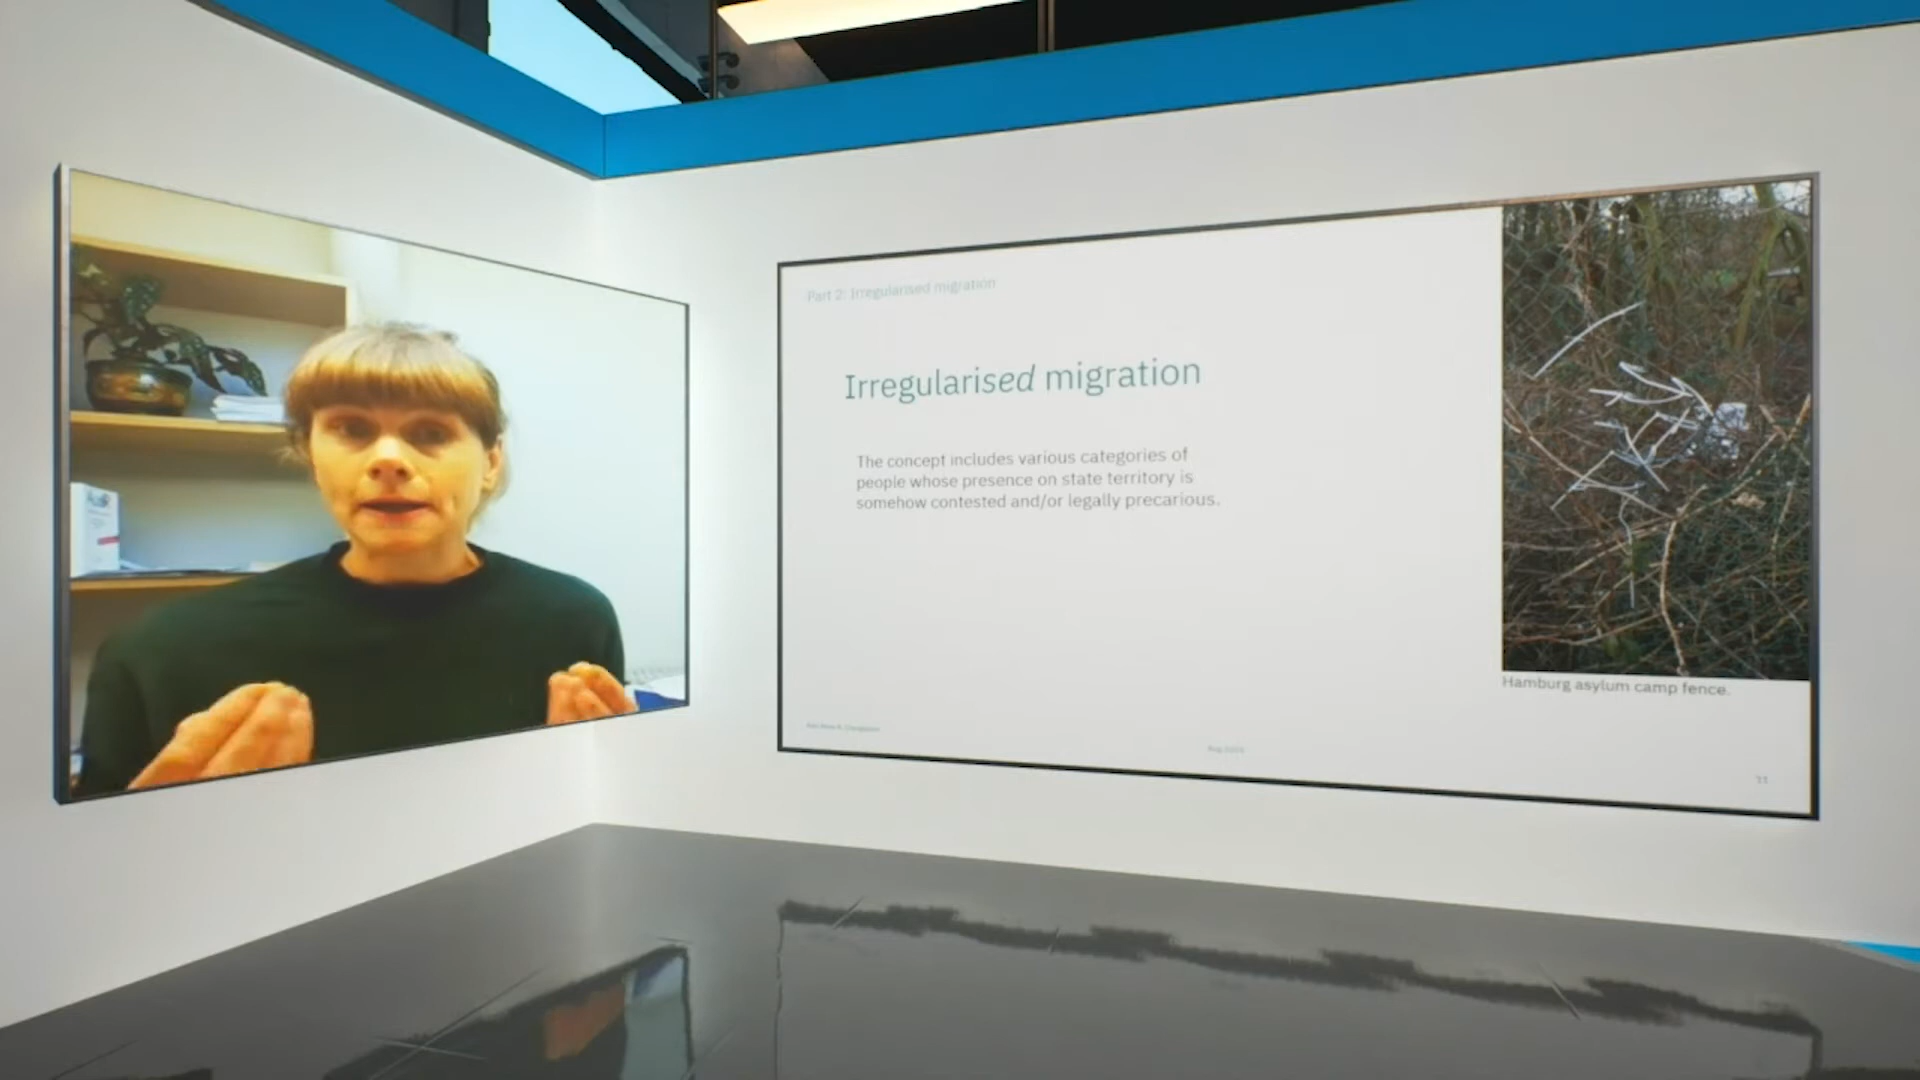 Part 2: Irregularised migration
Irregularised migration
The concept includes various categories of
people whose presence on state territory is
somehow contested and/or legally precarious.
Hamburg asylum camp fence.
11